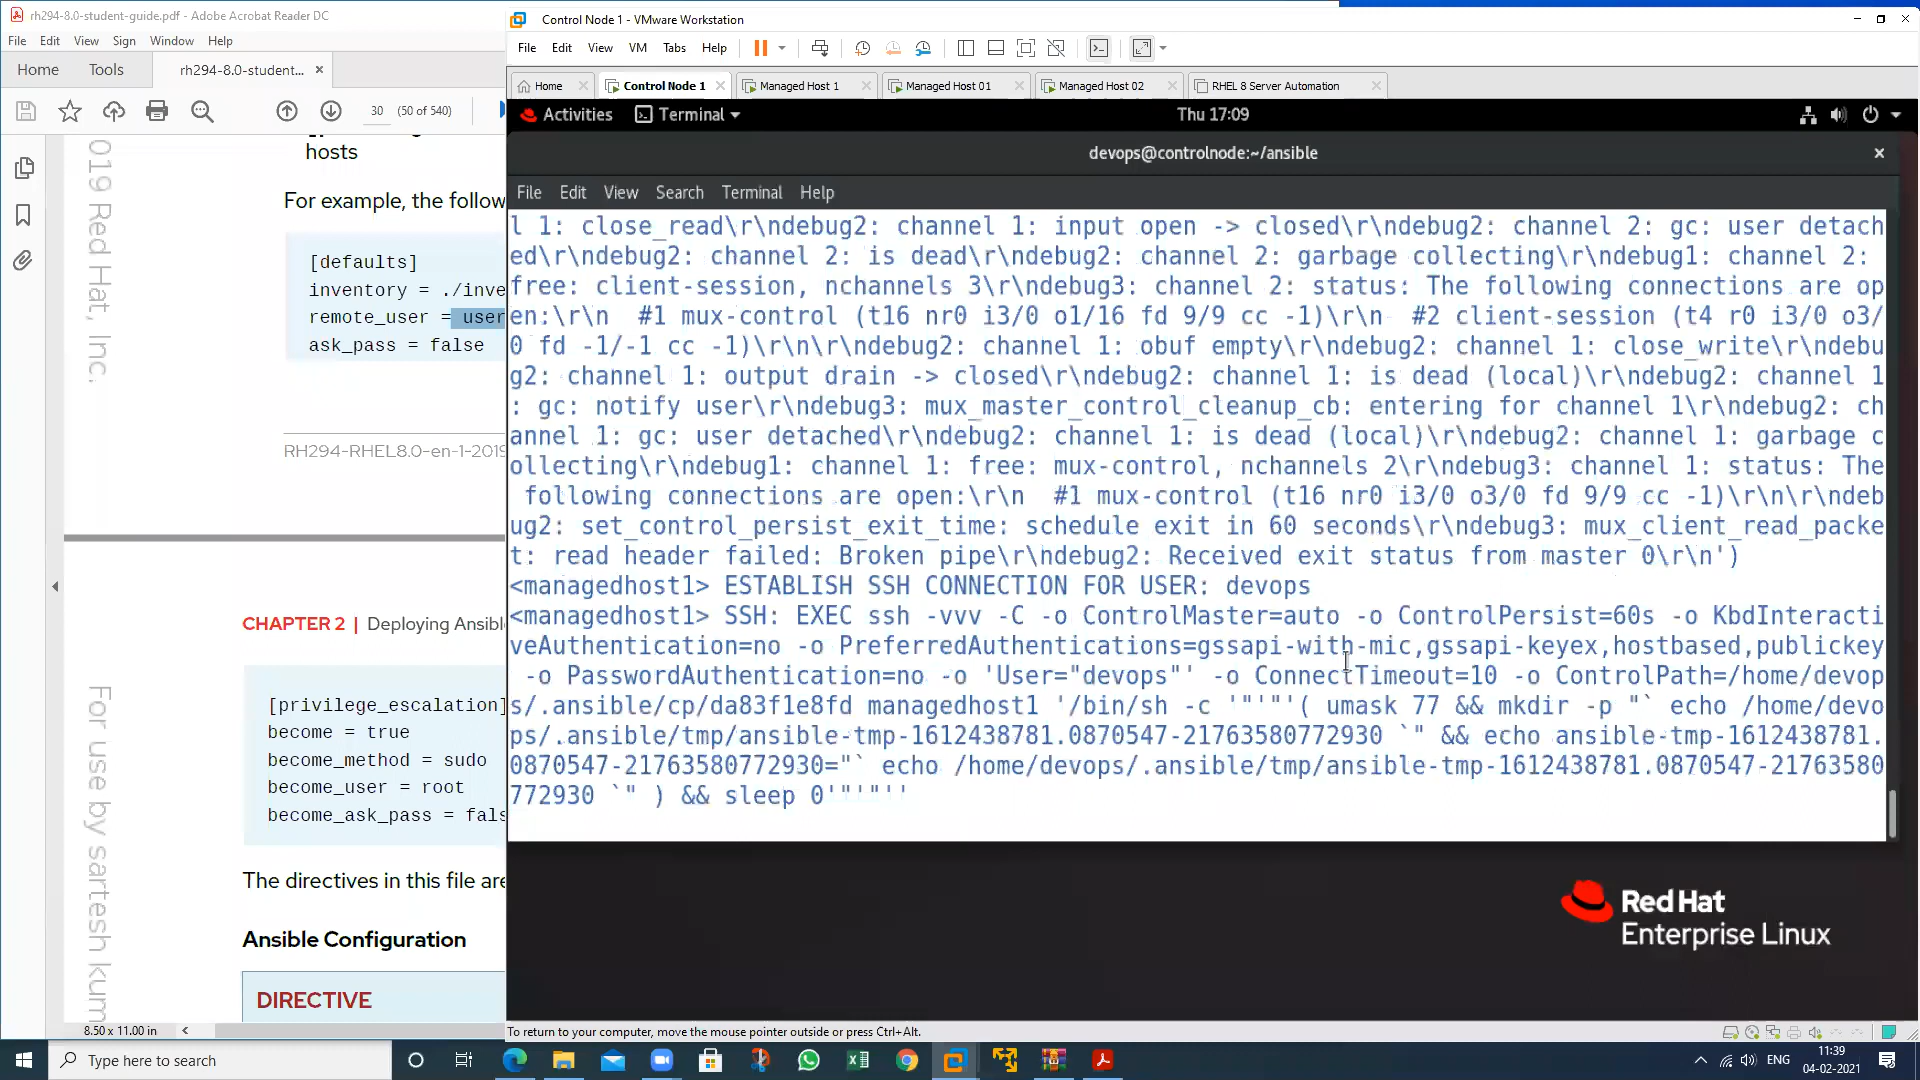 rh294-8.0-student-guide.pdf - Adobe Acrobat Reader DC
File Edit View Sign Window Help
Home Tools rh294-8.0-student... ×
30 (50 of 540)
hosts
For example, the follow
[defaults]
inventory = ./inve
remote_user = user
ask_pass = false
RH294-RHEL8.0-en-1-2019
019 Red Hat, Inc.
CHAPTER 2 | Deploying Ansibl
[privilege_escalation]
become = true
become_method = sudo
become_user = root
become_ask_pass = fals
The directives in this file are
Ansible Configuration
DIRECTIVE
For use by sartesh kum
8.50 x 11.00 in
Control Node 1 - VMware Workstation
File Edit View VM Tabs Help
Home Control Node 1 Managed Host 1 Managed Host 01 Managed Host 02 RHEL 8 Server Automation
Activities Terminal Thu 17:09
devops@controlnode:~/ansible
File Edit View Search Terminal Help
l 1: close_read\r\ndebug2: channel 1: input open -> closed\r\ndebug2: channel 2: gc: user detach
ed\r\ndebug2: channel 2: is dead\r\ndebug2: channel 2: garbage collecting\r\ndebug1: channel 2:
free: client-session, nchannels 3\r\ndebug3: channel 2: status: The following connections are op
en:\r\n  #1 mux-control (t16 nr0 i3/0 o1/16 fd 9/9 cc -1)\r\n  #2 client-session (t4 r0 i3/0 o3/
0 fd -1/-1 cc -1)\r\n\r\ndebug2: channel 1: obuf empty\r\ndebug2: channel 1: close_write\r\ndebu
g2: channel 1: output drain -> closed\r\ndebug2: channel 1: is dead (local)\r\ndebug2: channel 1
: gc: notify user\r\ndebug3: mux_master_control_cleanup_cb: entering for channel 1\r\ndebug2: ch
annel 1: gc: user detached\r\ndebug2: channel 1: is dead (local)\r\ndebug2: channel 1: garbage c
ollecting\r\ndebug1: channel 1: free: mux-control, nchannels 2\r\ndebug3: channel 1: status: The
following connections are open:\r\n  #1 mux-control (t16 nr0 i3/0 o3/0 fd 9/9 cc -1)\r\n\r\ndeb
ug2: set_control_persist_exit_time: schedule exit in 60 seconds\r\ndebug3: mux_client_read_packe
t: read header failed: Broken pipe\r\ndebug2: Received exit status from master 0\r\n')
<managedhost1> ESTABLISH SSH CONNECTION FOR USER: devops
<managedhost1> SSH: EXEC ssh -vvv -C -o ControlMaster=auto -o ControlPersist=60s -o KbdInteracti
veAuthentication=no -o PreferredAuthentications=gssapi-with-mic,gssapi-keyex,hostbased,publickey
-o PasswordAuthentication=no -o 'User="devops"' -o ConnectTimeout=10 -o ControlPath=/home/devop
s/.ansible/cp/da83f1e8fd managedhost1 '/bin/sh -c '"'"'( umask 77 && mkdir -p "` echo /home/devo
ps/.ansible/tmp/ansible-tmp-1612438781.0870547-21763580772930 `" && echo ansible-tmp-1612438781.
0870547-21763580772930="` echo /home/devops/.ansible/tmp/ansible-tmp-1612438781.0870547-21763580
772930 `" ) && sleep 0'"'"''
Red Hat
Enterprise Linux
To return to your computer, move the mouse pointer outside or press Ctrl+Alt.
Type here to search
ENG
11:39
04-02-2021